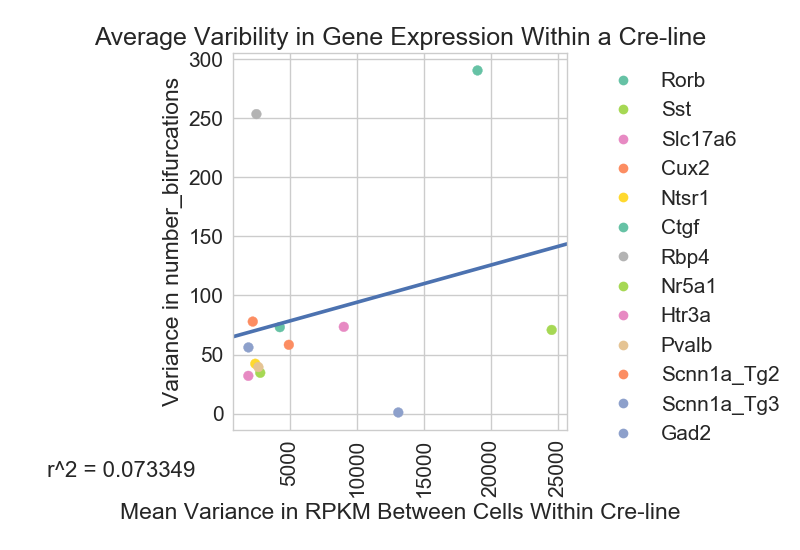 Average Varibility in Gene Expression Within a Cre-line
Variance in number_bifurcations
300
250
200
150
100
50
0
5000
10000
15000
20000
25000
Rorb
Sst
Slc17a6
Cux2
Ntsr1
Ctgf
Rbp4
Nr5a1
Htr3a
Pvalb
Scnn1a_Tg2
Scnn1a_Tg3
Gad2
r^2 = 0.073349
Mean Variance in RPKM Between Cells Within Cre-line